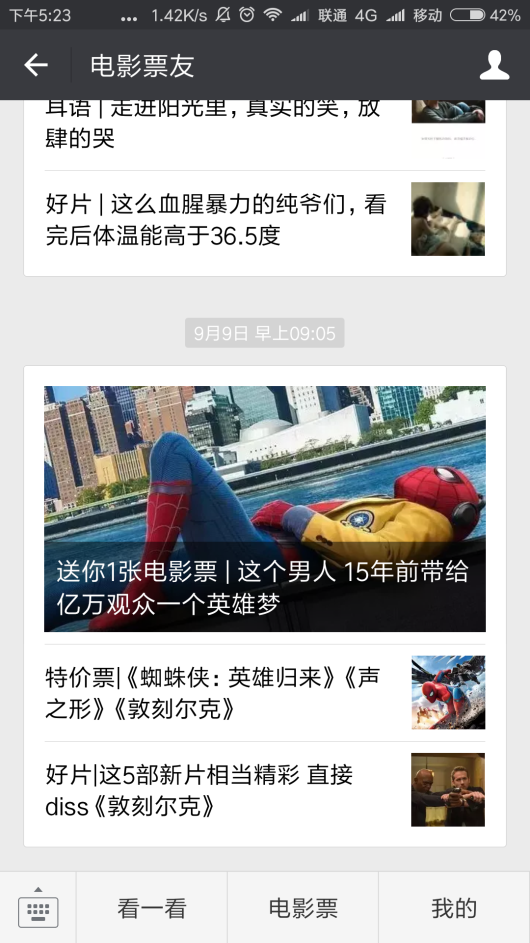 下午5:23 ... 1.42K/s 联通 4G 移动 42%
电影票友
耳语 | 走进阳光里，真实的笑，放
肆的哭
好片 | 这么血腥暴力的纯爷们，看
完后体温能高于36.5度
9月9日 早上09:05
送你1张电影票 | 这个男人 15年前带给
亿万观众一个英雄梦
特价票|《蜘蛛侠：英雄归来》《声
之形》《敦刻尔克》
好片|这5部新片相当精彩 直接
diss《敦刻尔克》
看一看 电影票 我的